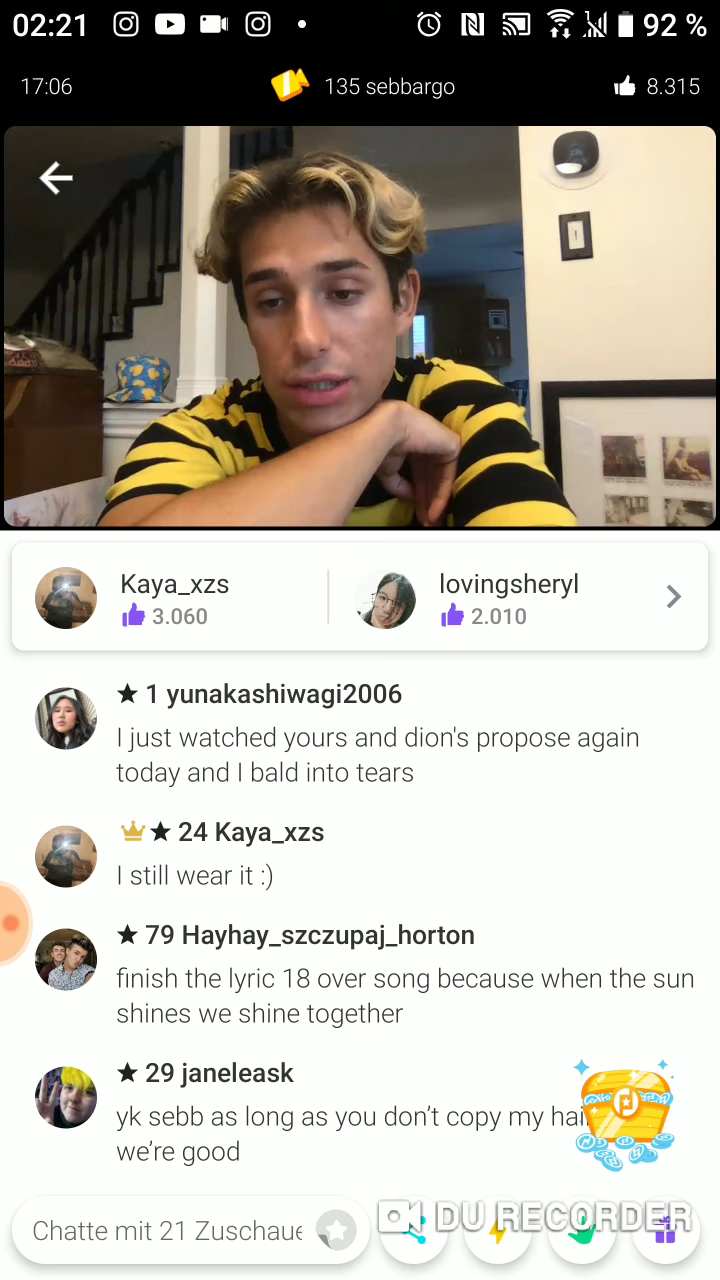 02:21
92 %
17:06
135 sebbargo
8.315
Kaya_xzs
3.060
lovingsheryl
2.010
★ 1 yunakashiwagi2006
I just watched yours and dion's propose again
today and I bald into tears
★ 24 Kaya_xzs
I still wear it :)
★ 79 Hayhay_szczupaj_horton
finish the lyric 18 over song because when the sun
shines we shine together
★ 29 janeleask
yk sebb as long as you don’t copy my hai
we’re good
Chatte mit 21 Zuschaue
DU RECORDER